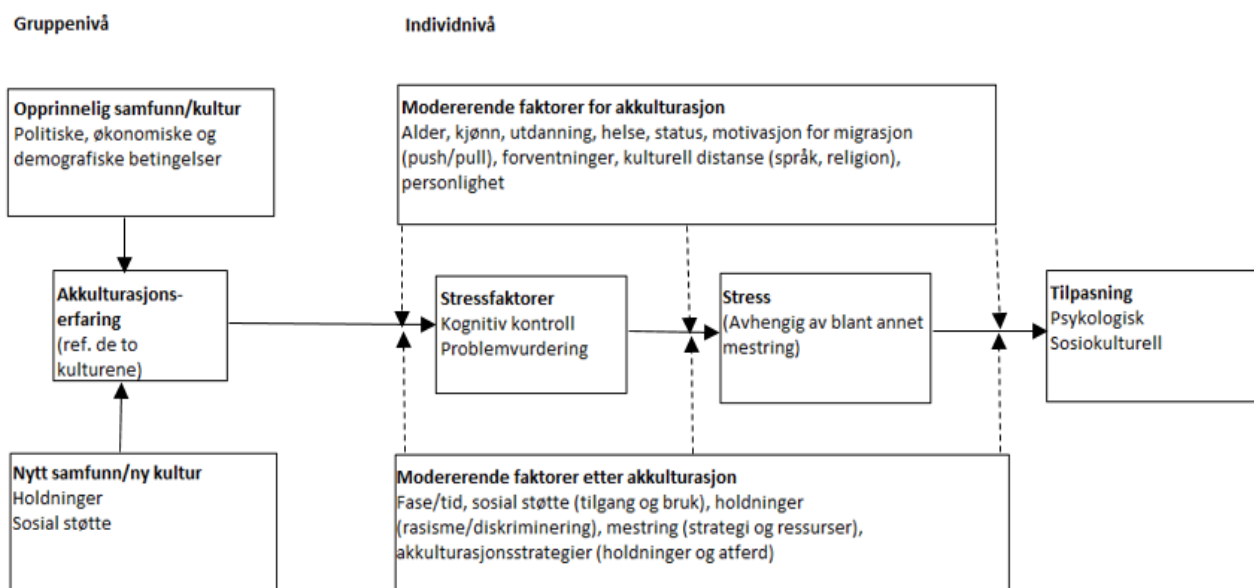 Gruppenivå
Individnivå
Opprinnelig samfunn/kultur
Politiske, økonomiske og
demografiske betingelser
Modererende faktorer for akkulturasjon
Alder, kjønn, utdanning, helse, status, motivasjon for migrasjon
(push/pull), forventninger, kulturell distanse (språk, religion),
personlighet
Akkulturasjons-
erfaring
(ref. de to
kulturene)
Stressfaktorer
Kognitiv kontroll
Problemvurdering
Stress
(Avhengig av blant annet
mestring)
Tilpasning
Psykologisk
Sosiokulturell
Nytt samfunn/ny kultur
Holdninger
Sosial støtte
Modererende faktorer etter akkulturasjon
Fase/tid, sosial støtte (tilgang og bruk), holdninger
(rasisme/diskriminering), mestring (strategi og ressurser),
akkulturasjonsstrategier (holdninger og atferd)